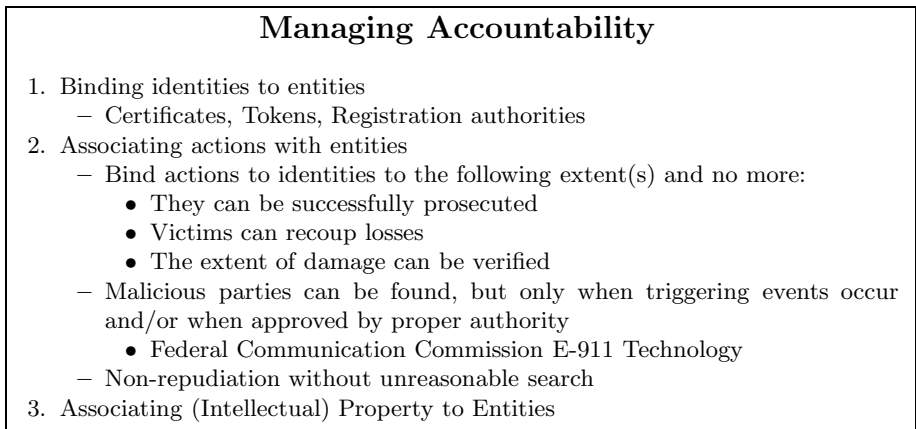 Managing Accountability
1. Binding identities to entities
– Certificates, Tokens, Registration authorities
2. Associating actions with entities
– Bind actions to identities to the following extent(s) and no more:
• They can be successfully prosecuted
• Victims can recoup losses
• The extent of damage can be verified
– Malicious parties can be found, but only when triggering events occur
and/or when approved by proper authority
• Federal Communication Commission E-911 Technology
– Non-repudiation without unreasonable search
3. Associating (Intellectual) Property to Entities